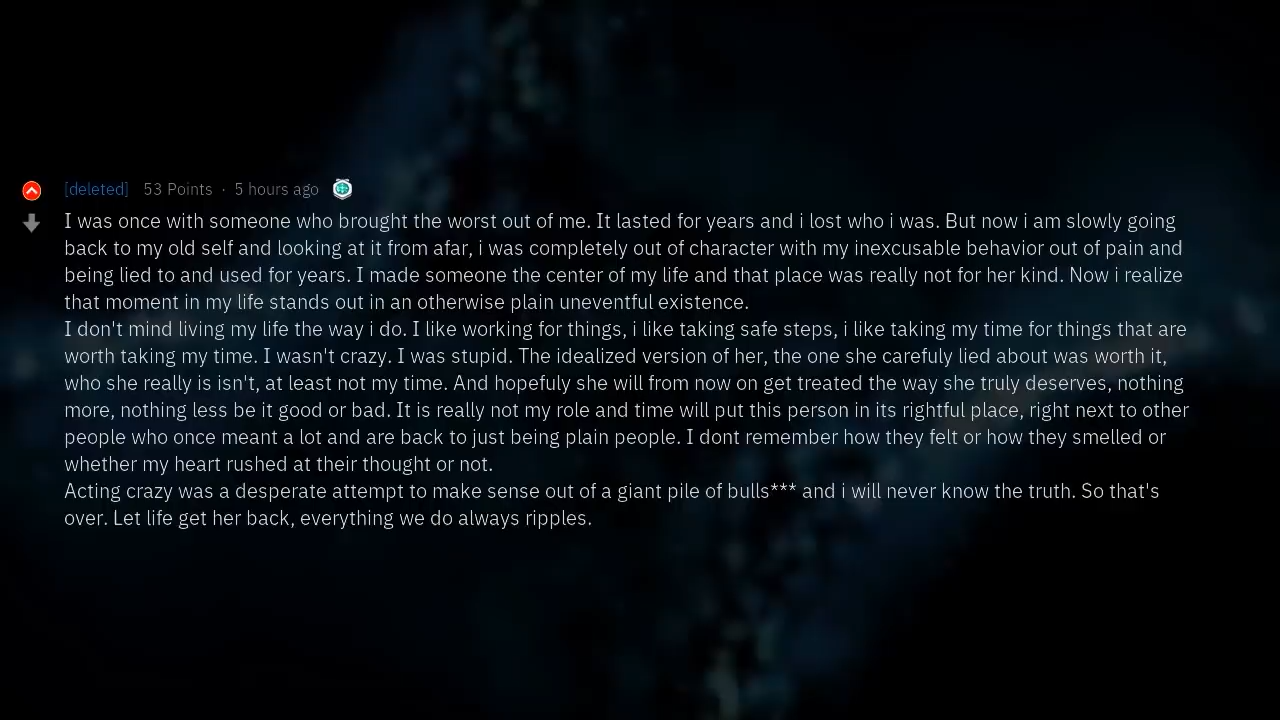 [deleted] 53 Points · 5 hours ago
I was once with someone who brought the worst out of me. It lasted for years and i lost who i was. But now i am slowly going
back to my old self and looking at it from afar, i was completely out of character with my inexcusable behavior out of pain and
being lied to and used for years. I made someone the center of my life and that place was really not for her kind. Now i realize
that moment in my life stands out in an otherwise plain uneventful existence.
I don't mind living my life the way i do. I like working for things, i like taking safe steps, i like taking my time for things that are
worth taking my time. I wasn't crazy. I was stupid. The idealized version of her, the one she carefuly lied about was worth it,
who she really is isn't, at least not my time. And hopefuly she will from now on get treated the way she truly deserves, nothing
more, nothing less be it good or bad. It is really not my role and time will put this person in its rightful place, right next to other
people who once meant a lot and are back to just being plain people. I dont remember how they felt or how they smelled or
whether my heart rushed at their thought or not.
Acting crazy was a desperate attempt to make sense out of a giant pile of bulls*** and i will never know the truth. So that's
over. Let life get her back, everything we do always ripples.